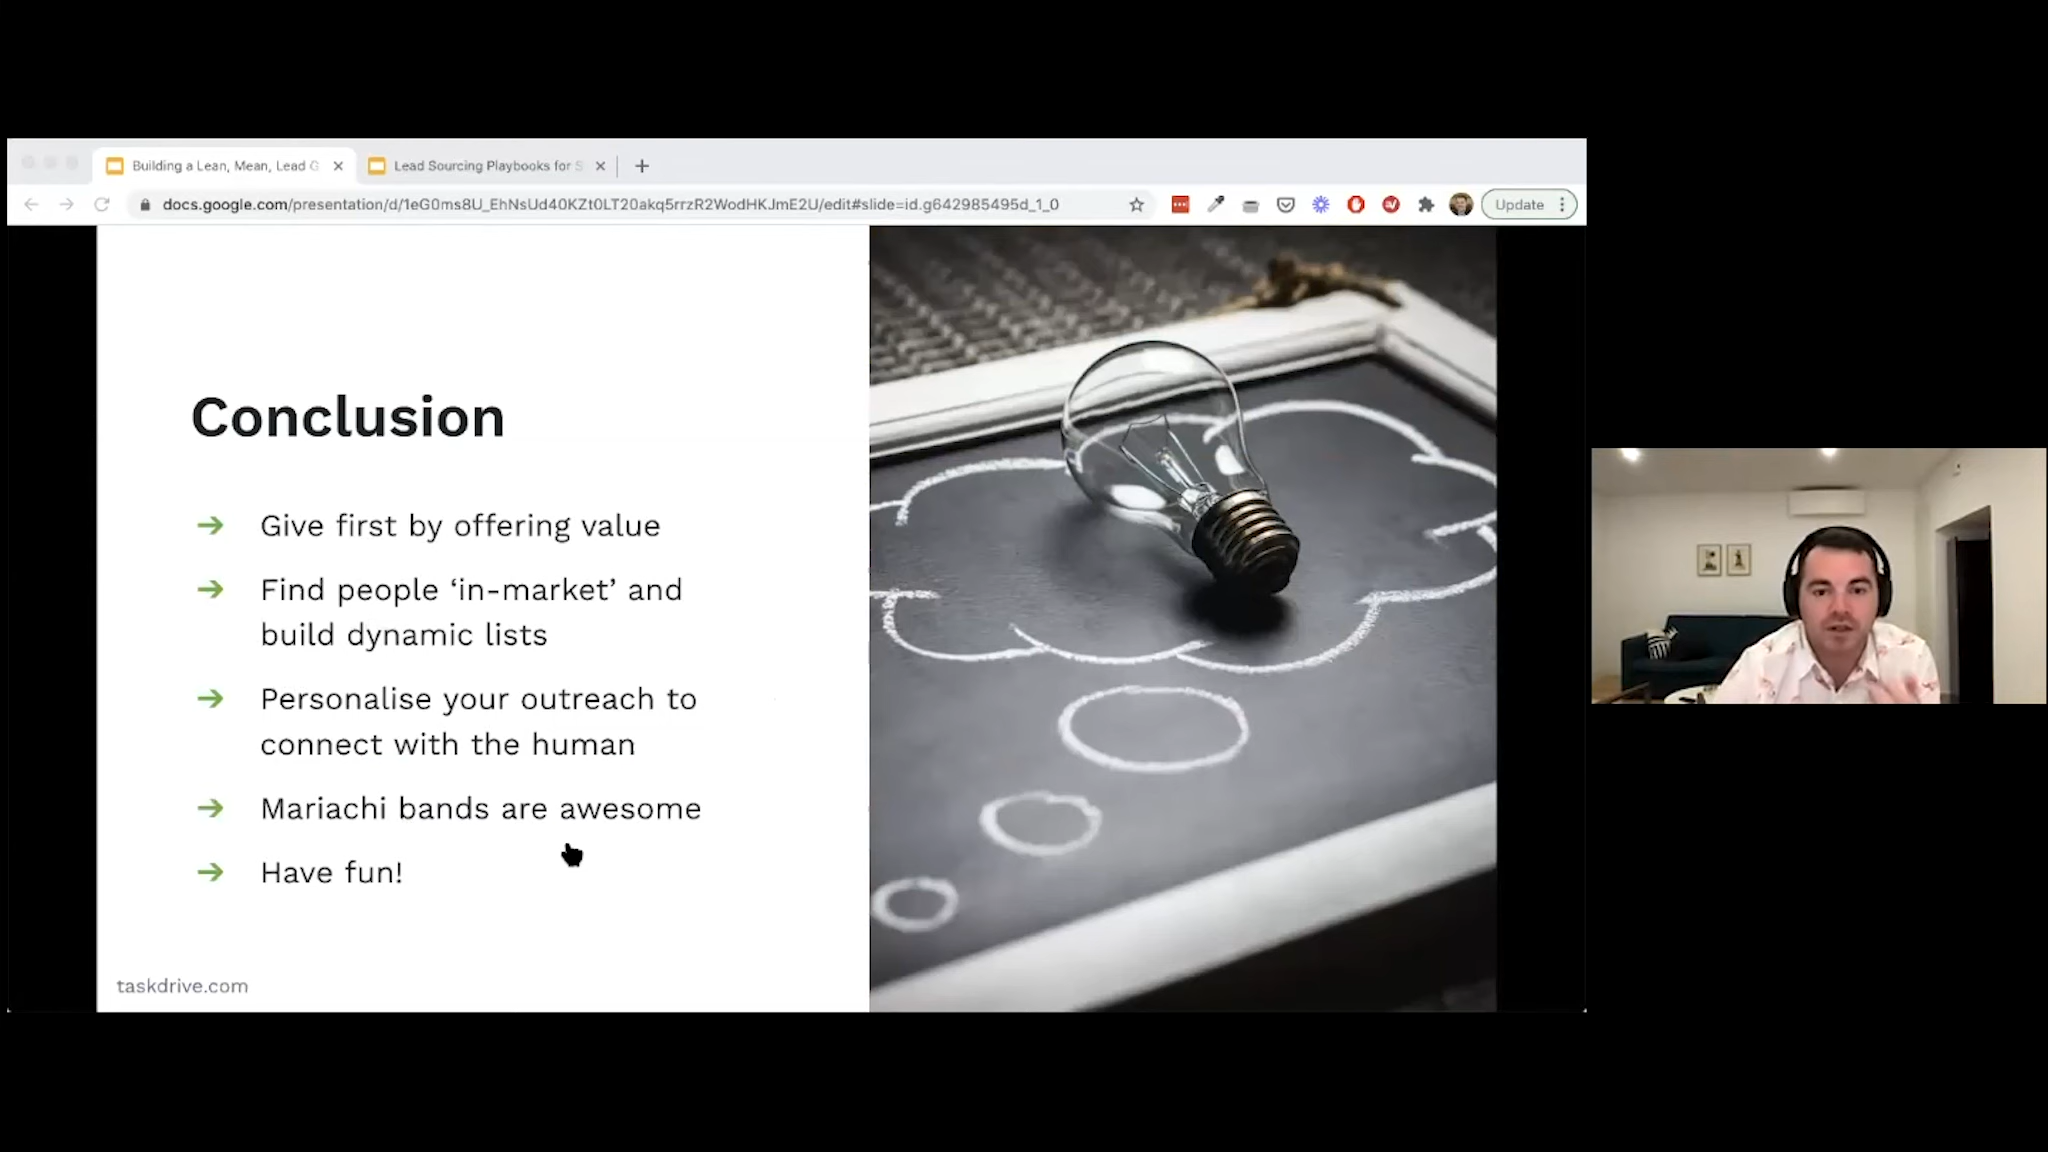 Building a Lean, Mean, Lead G
Lead Sourcing Playbooks for S
docs.google.com/presentation/d/1eG0ms8U_EhNsUd40KZt0LT20akq5rrzR2WodHKJmE2U/edit#slide=id.g642985495d_1_0
Update
Conclusion
➔ Give first by offering value
➔ Find people ‘in-market’ and
build dynamic lists
➔ Personalise your outreach to
connect with the human
➔ Mariachi bands are awesome
➔ Have fun!
taskdrive.com